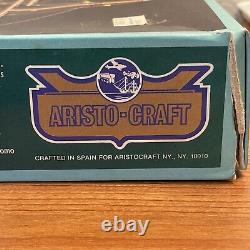 ARISTO-CRAFT
CRAFTED IN SPAIN FOR ARISTOCRAFT NY., NY. 10010